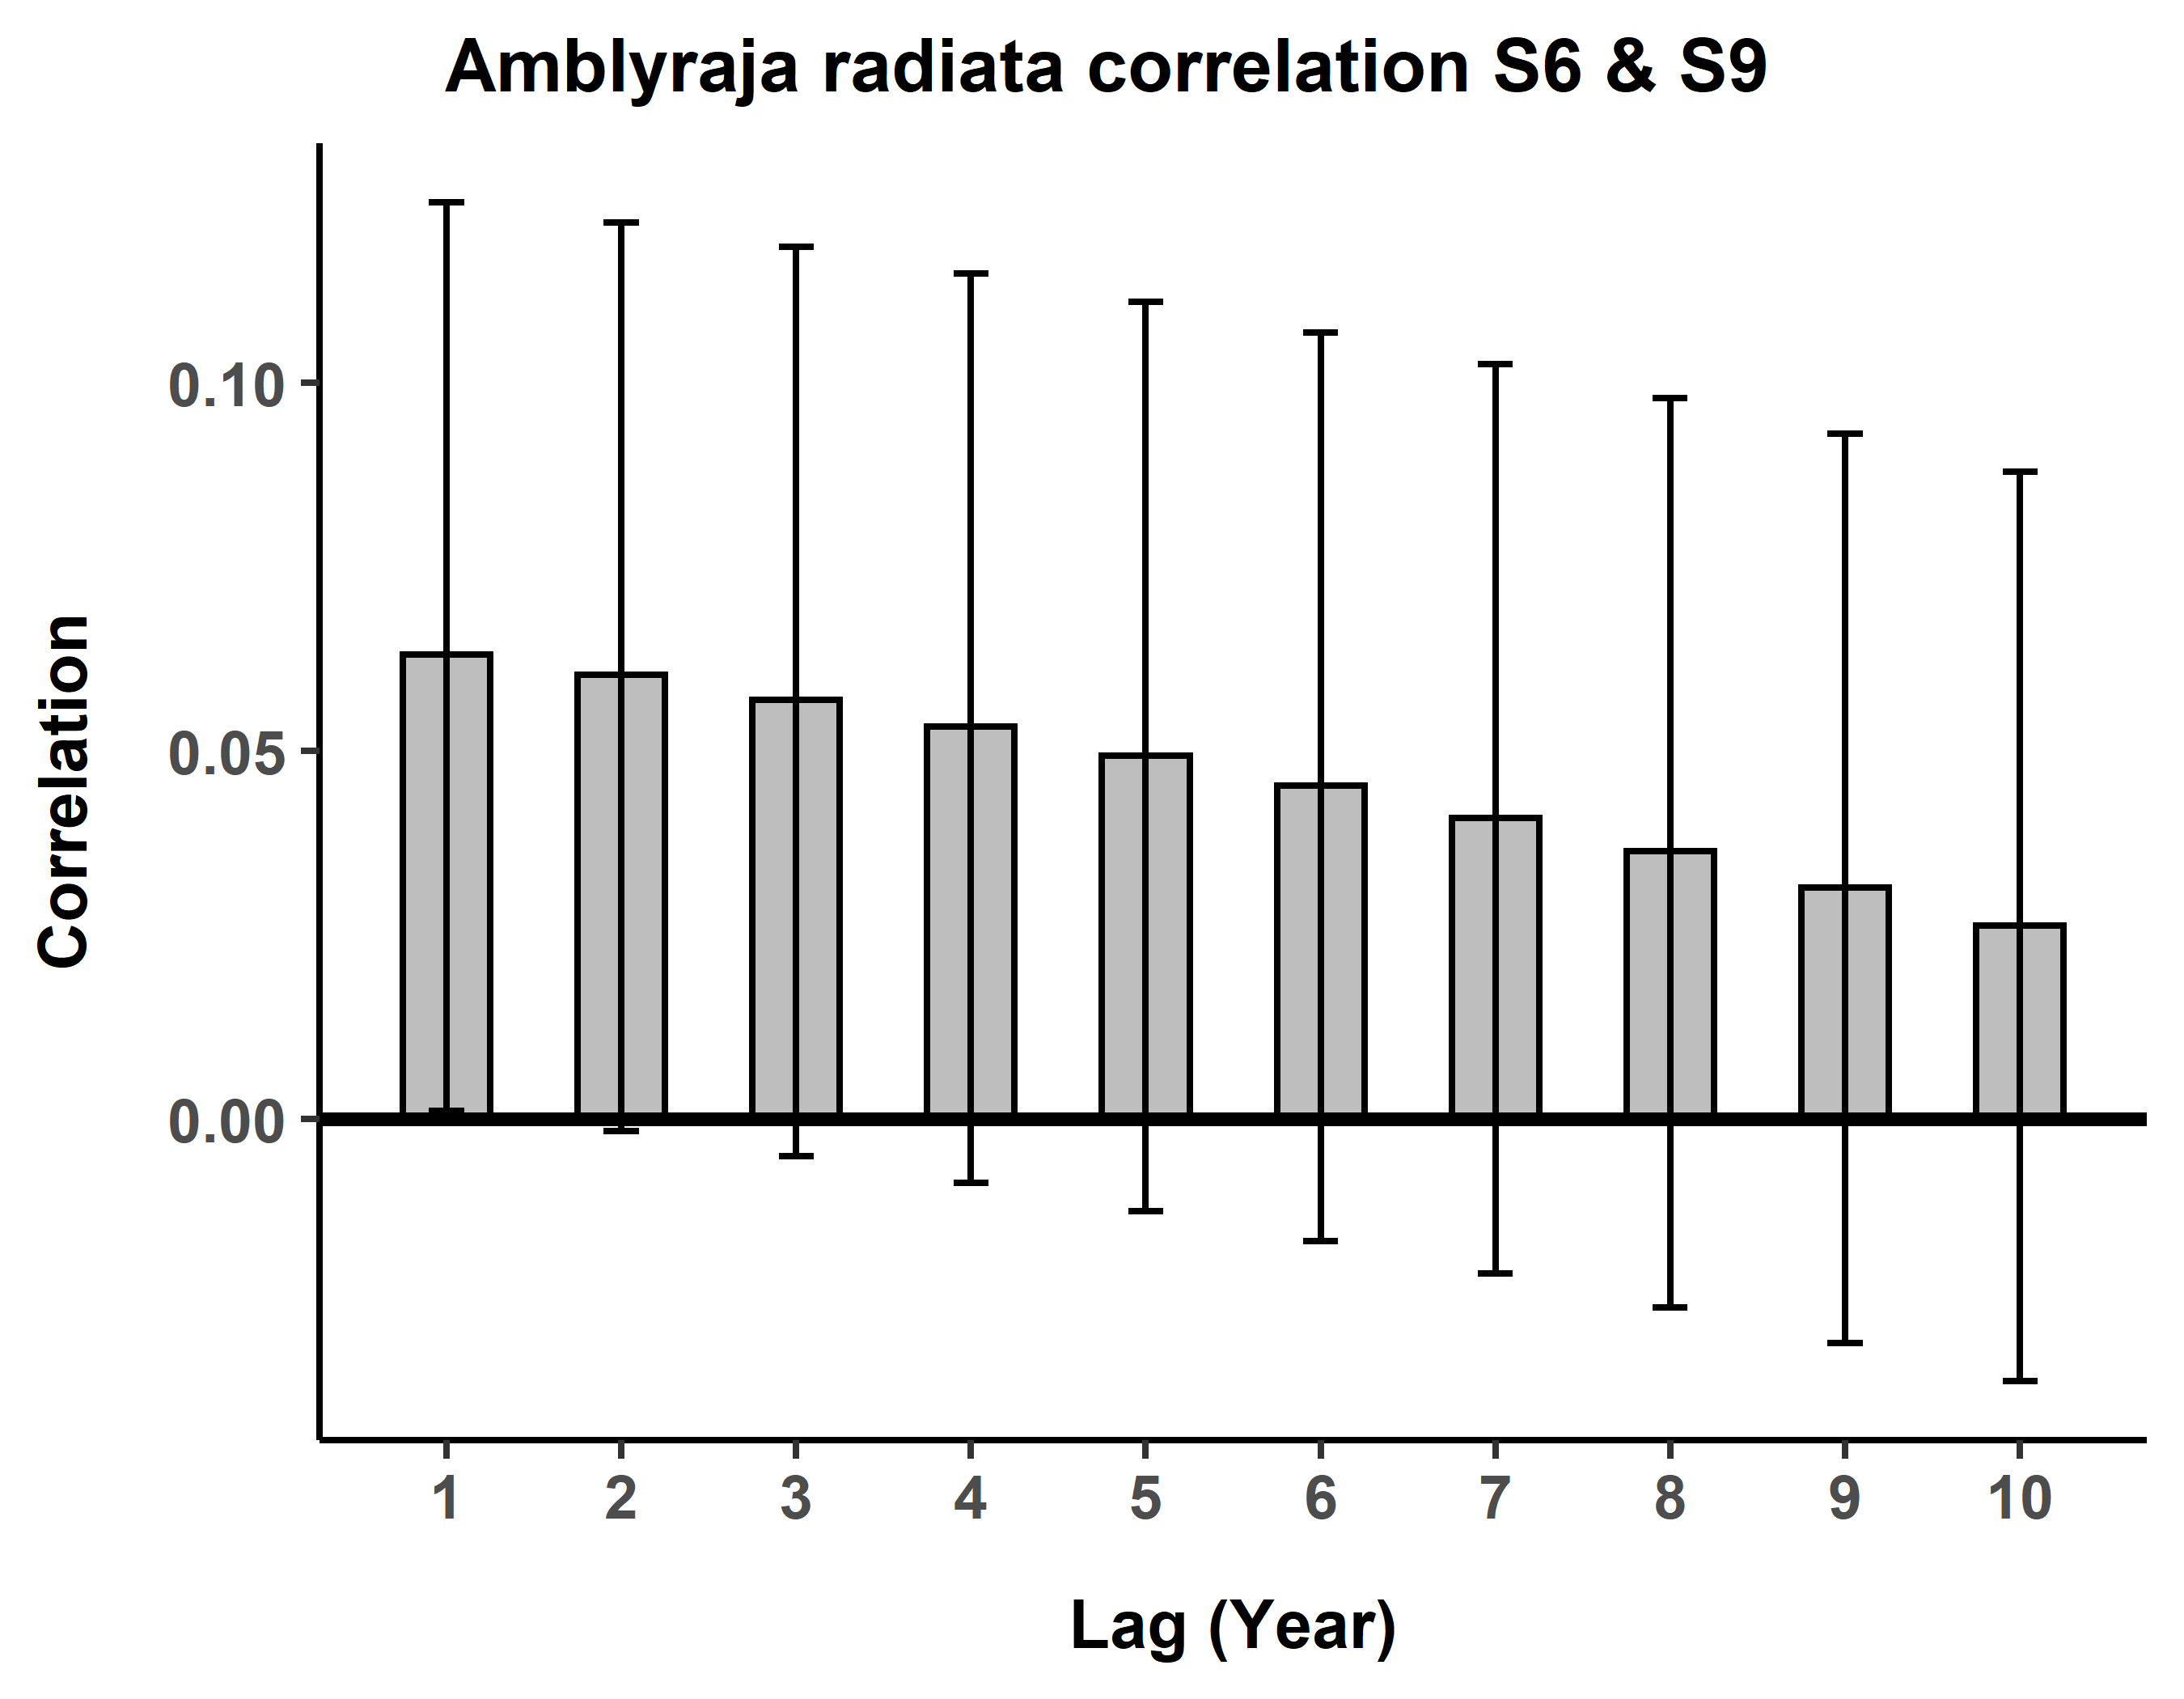 Amblyraja radiata correlation S6 & S9
Correlation
0.10
0.05
0.00
1 2 3 4 5 6 7 8 9 10
Lag (Year)